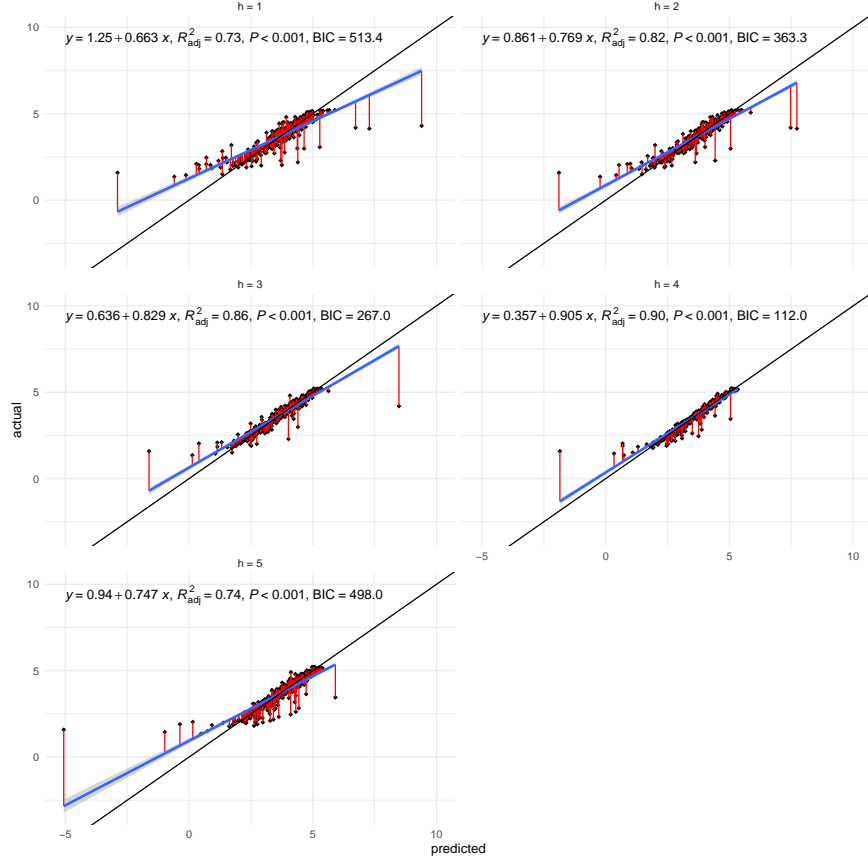 h = 1
h = 2
10
y = 1.25 + 0.663 x, R²adj = 0.73, P < 0.001, BIC = 513.4
y = 0.861 + 0.769 x, R²adj = 0.82, P < 0.001, BIC = 363.3
5
0
h = 3
h = 4
10
y = 0.636 + 0.829 x, R²adj = 0.86, P < 0.001, BIC = 267.0
y = 0.357 + 0.905 x, R²adj = 0.90, P < 0.001, BIC = 112.0
5
actual
0
−5
0
5
10
h = 5
10
y = 0.94 + 0.747 x, R²adj = 0.74, P < 0.001, BIC = 498.0
5
0
−5
0
5
10
predicted